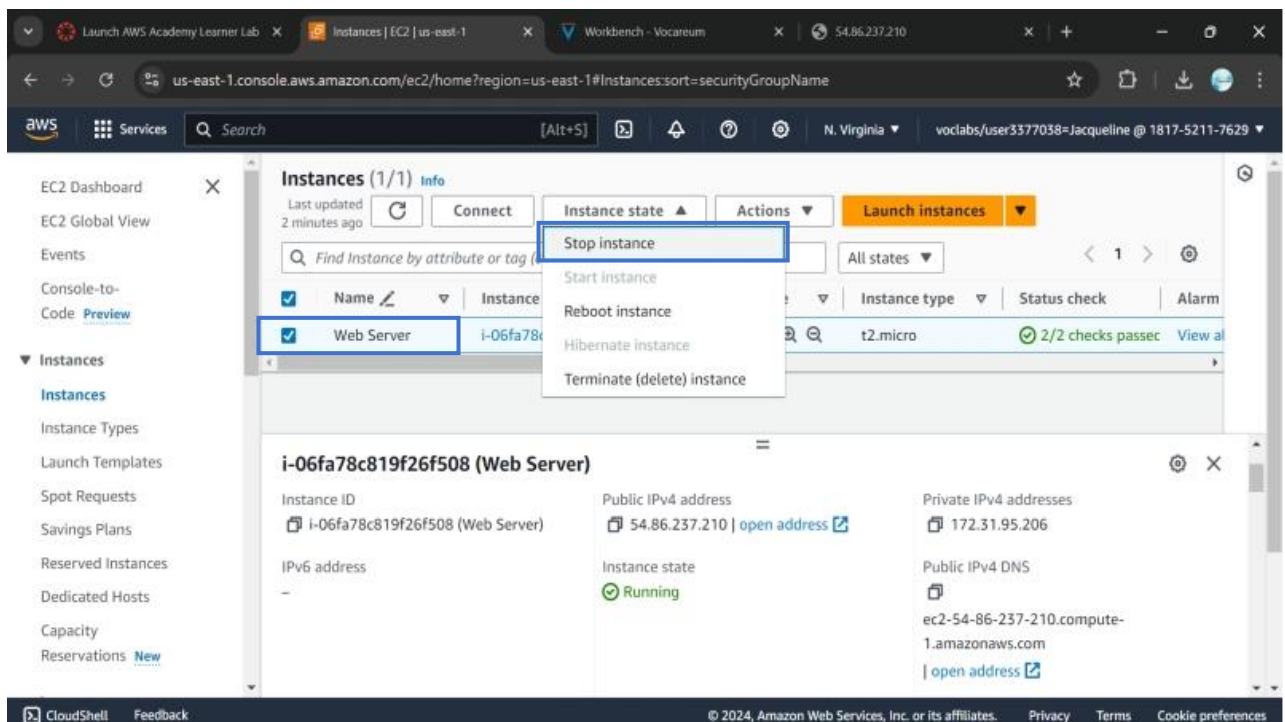 Launch AWS Academy Learner Lab
Instances | EC2 | us-east-1
Workbench - Vocareum
54.86.237.210
us-east-1.console.aws.amazon.com/ec2/home?region=us-east-1#Instances:sort=securityGroupName
aws Services Search [Alt+S] N. Virginia ▼ voclabs/user3377038=Jacqueline @ 1817-5211-7629 ▼
EC2 Dashboard
EC2 Global View
Events
Console-to-
Code Preview
Instances
Instances
Instance Types
Launch Templates
Spot Requests
Savings Plans
Reserved Instances
Dedicated Hosts
Capacity
Reservations New
Instances (1/1) Info
Last updated
2 minutes ago
Connect Instance state ▲ Actions ▼ Launch instances ▼
Find Instance by attribute or tag (
All states ▼
< 1 >
Stop instance
Start instance
Reboot instance
Hibernate instance
Terminate (delete) instance
Name Instance Instance type Status check Alarm
Web Server i-06fa78 t2.micro 2/2 checks passec View al
i-06fa78c819f26f508 (Web Server)
Instance ID
i-06fa78c819f26f508 (Web Server)
Public IPv4 address
54.86.237.210 | open address
Private IPv4 addresses
172.31.95.206
IPv6 address
–
Instance state
Running
Public IPv4 DNS
ec2-54-86-237-210.compute-
1.amazonaws.com
| open address
CloudShell Feedback © 2024, Amazon Web Services, Inc. or its affiliates. Privacy Terms Cookie preferences